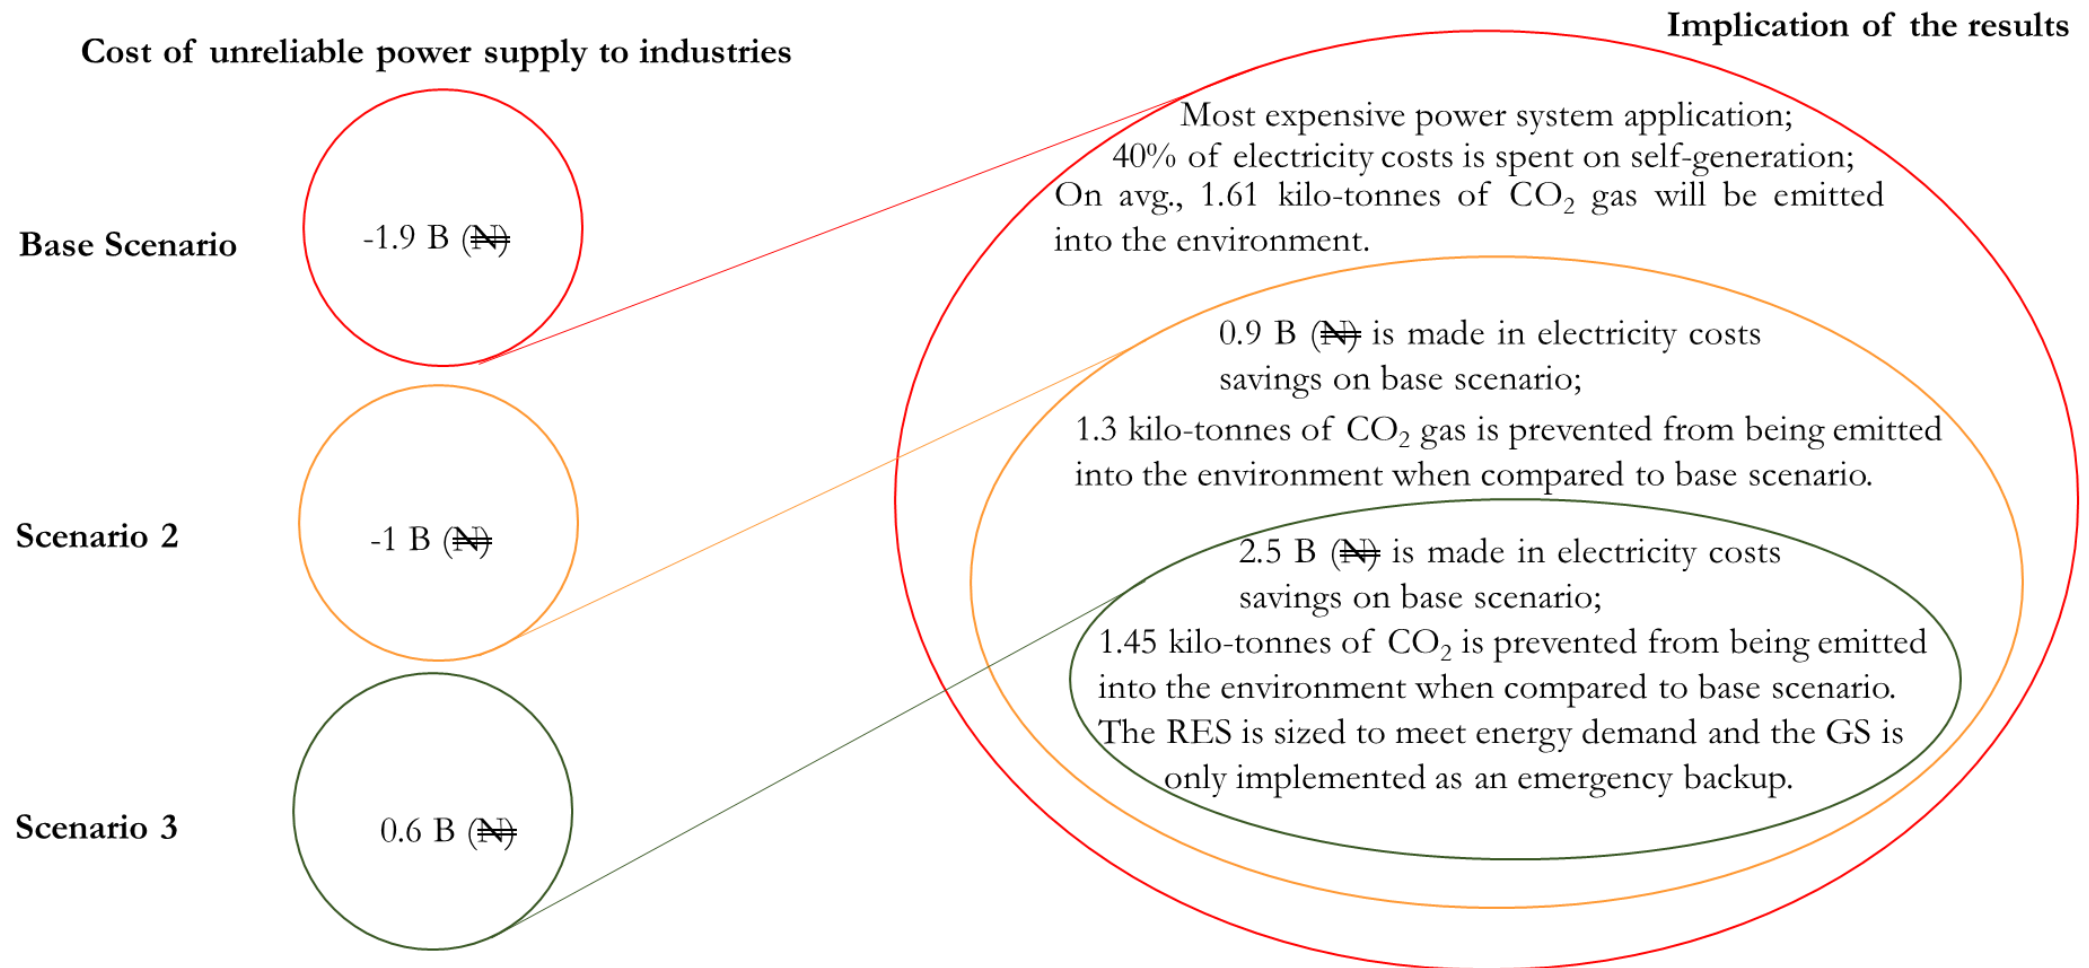 Implication of the results
Cost of unreliable power supply to industries
Base Scenario
-1.9 B (₦)
Scenario 2
-1 B (₦)
Scenario 3
0.6 B (₦)
Most expensive power system application;
40% of electricity costs is spent on self-generation;
On avg., 1.61 kilo-tonnes of CO₂ gas will be emitted
into the environment.
0.9 B (₦) is made in electricity costs
savings on base scenario;
1.3 kilo-tonnes of CO₂ gas is prevented from being emitted
into the environment when compared to base scenario.
2.5 B (₦) is made in electricity costs
savings on base scenario;
1.45 kilo-tonnes of CO₂ is prevented from being emitted
into the environment when compared to base scenario.
The RES is sized to meet energy demand and the GS is
only implemented as an emergency backup.